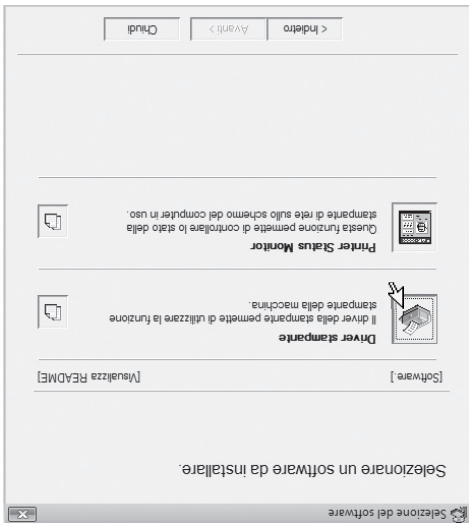 Selezione del software
Selezionare un software da installare.
[Software.] [Visualizza README]
Driver stampante
Il driver della stampante permette di utilizzare la funzione
stampante della macchina.
Printer Status Monitor
Questa funzione permette di controllare lo stato della
stampante di rete sullo schermo del computer in uso.
< Indietro Avanti > Chiudi